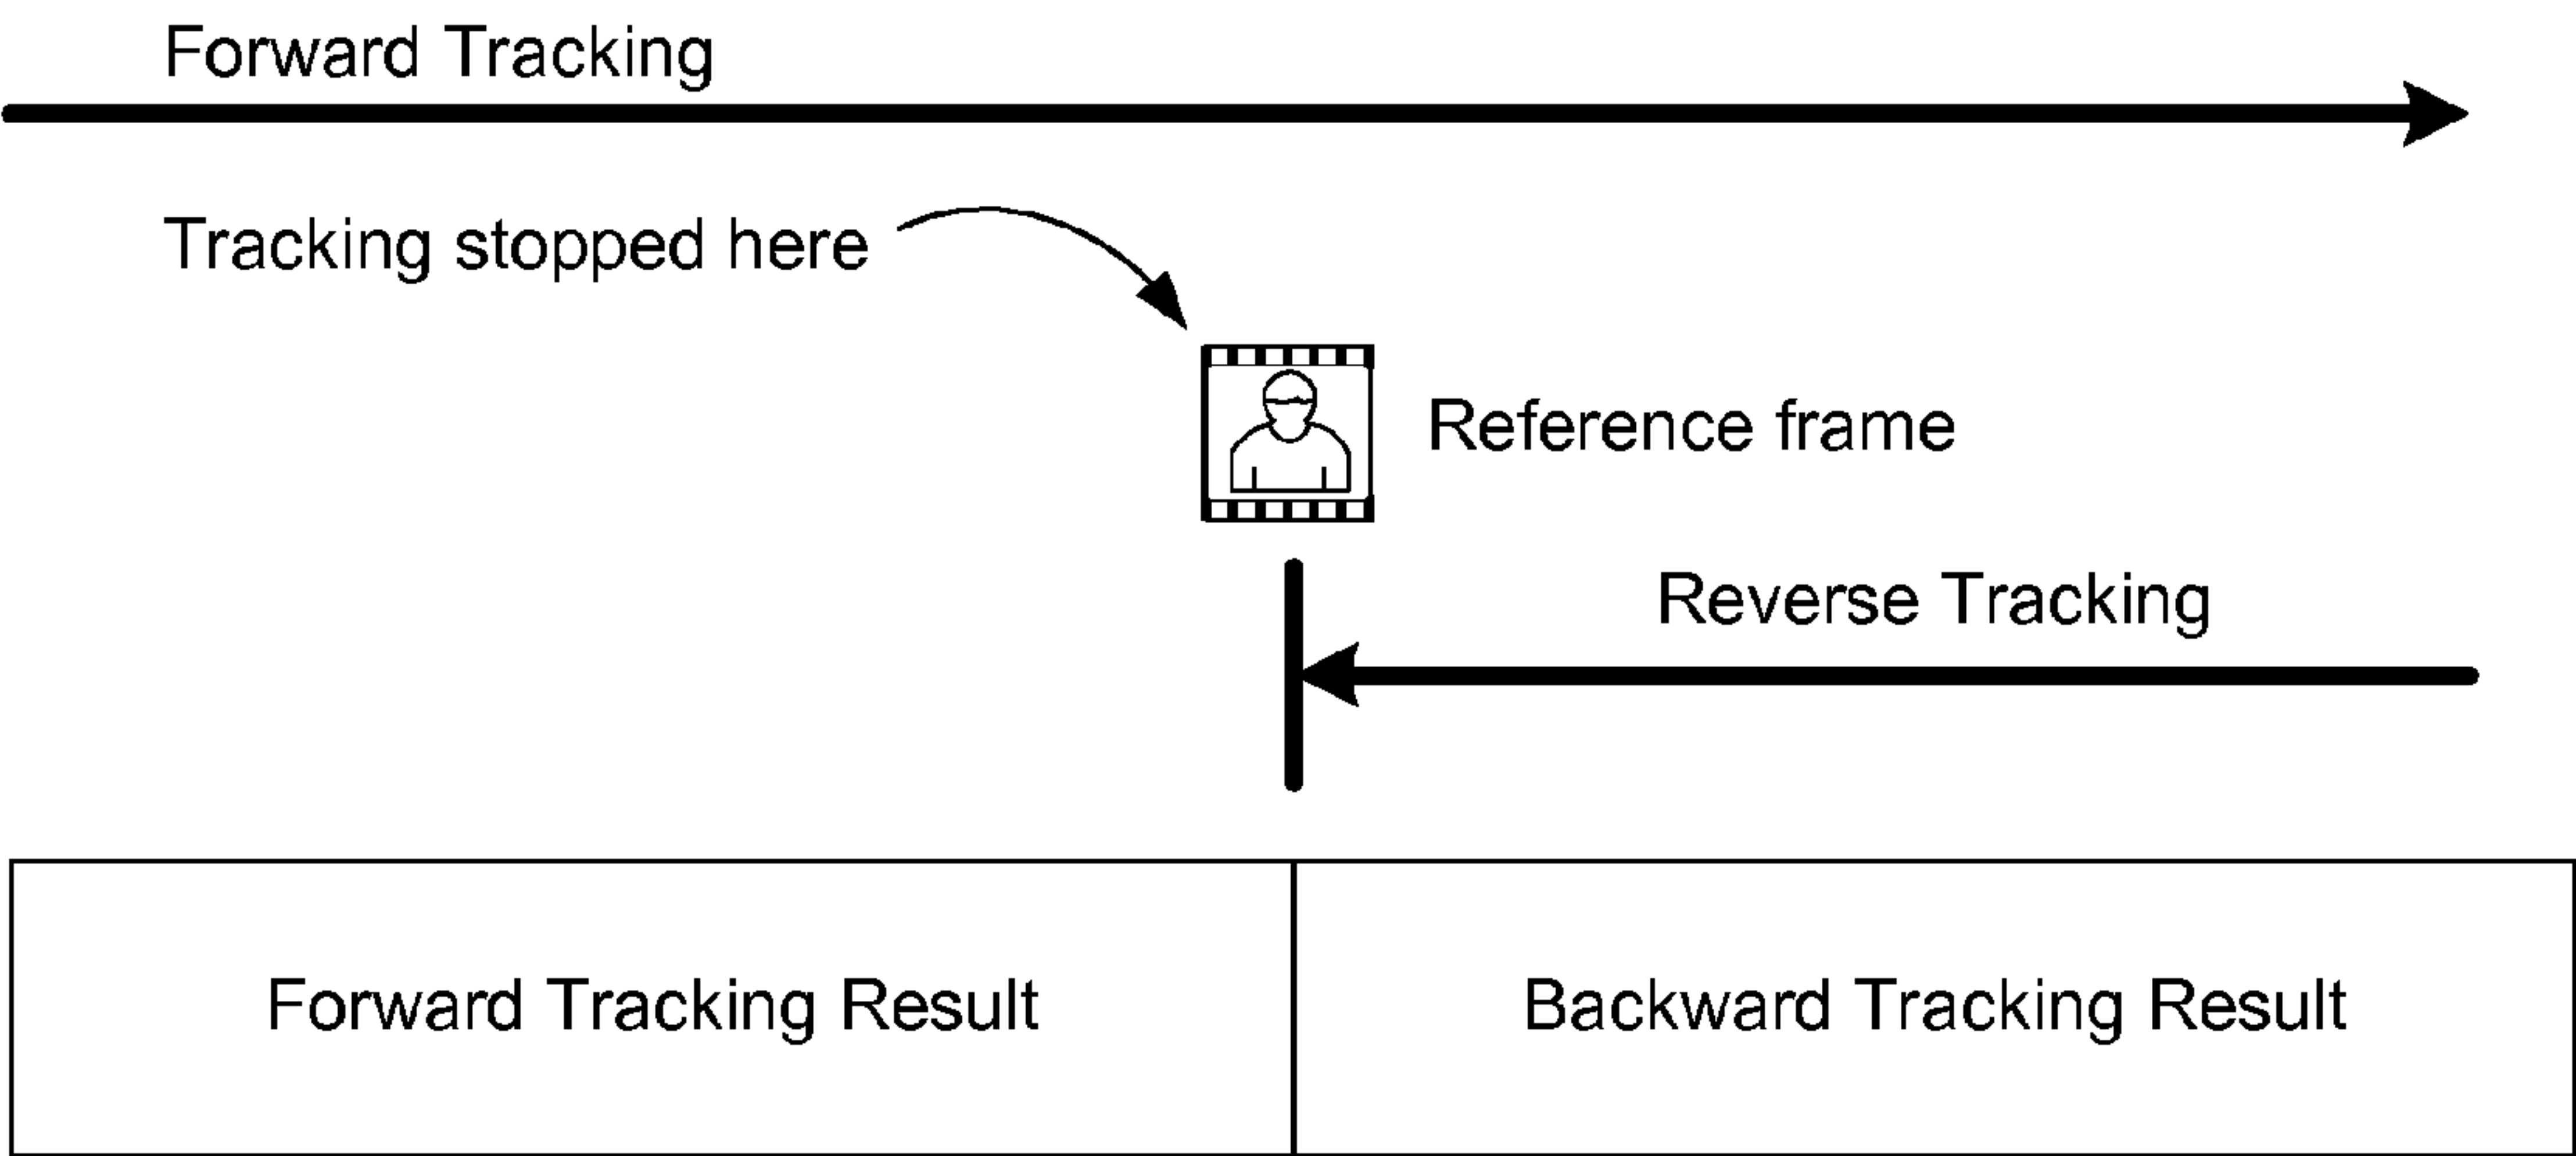 Forward Tracking
Tracking stopped here
Reference frame
Reverse Tracking
Forward Tracking Result
Backward Tracking Result